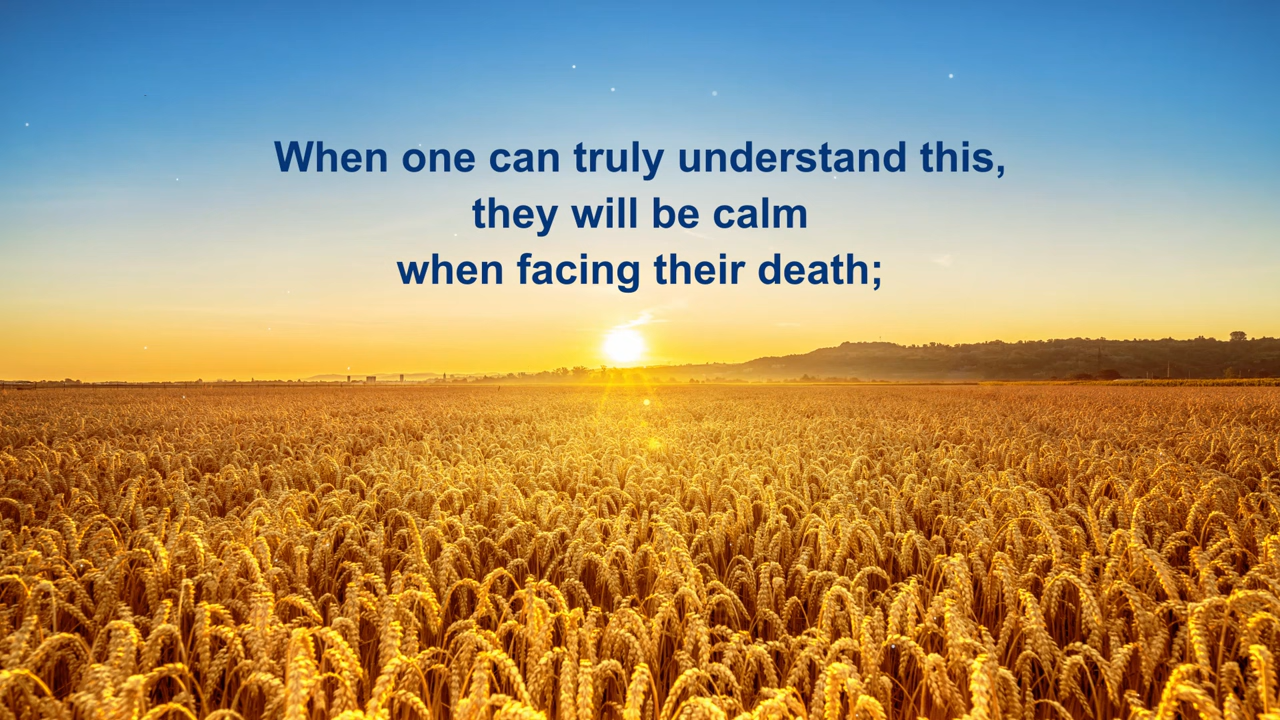 When one can truly understand this,
they will be calm
when facing their death;